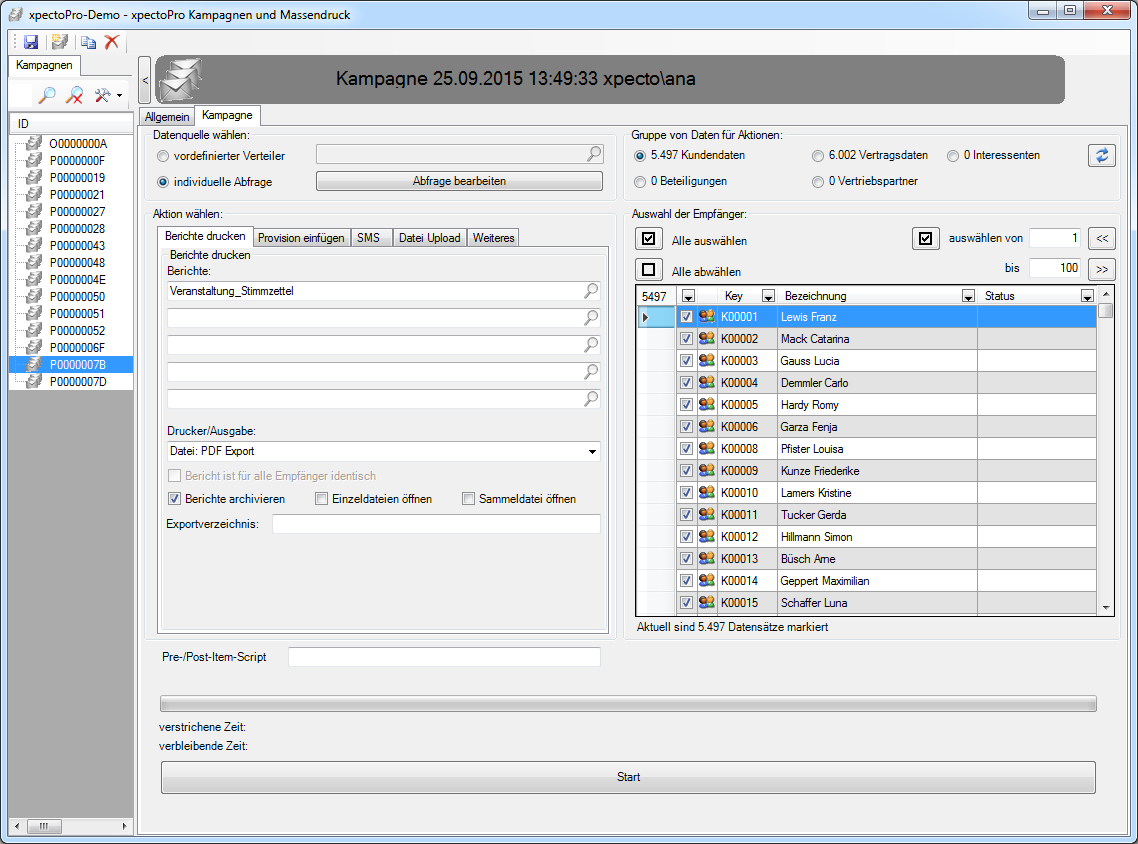 xpectoPro-Demo - xpectoPro Kampagnen und Massendruck
Kampagnen
ID
O0000000A
P0000000F
P00000019
P00000021
P00000027
P00000028
P00000043
P00000048
P0000004E
P00000050
P00000051
P00000052
P0000006F
P0000007B
P0000007D
<
Kampagne 25.09.2015 13:49:33 xpecto\ana
Allgemein Kampagne
Datenquelle wählen:
vordefinierter Verteiler
individuelle Abfrage Abfrage bearbeiten
Aktion wählen:
Berichte drucken Provision einfügen SMS Datei Upload Weiteres
Berichte drucken
Berichte:
Veranstaltung_Stimmzettel
Drucker/Ausgabe:
Datei: PDF Export
Bericht ist für alle Empfänger identisch
Berichte archivieren Einzeldateien öffnen Sammeldatei öffnen
Exportverzeichnis:
Gruppe von Daten für Aktionen:
5.497 Kundendaten 6.002 Vertragsdaten 0 Interessenten
0 Beteiligungen 0 Vertriebspartner
Auswahl der Empfänger:
Alle auswählen auswählen von 1 <<
Alle abwählen bis 100 >>
5497 Key Bezeichnung Status
K00001 Lewis Franz
K00002 Mack Catarina
K00003 Gauss Lucia
K00004 Demmler Carlo
K00005 Hardy Romy
K00006 Garza Fenja
K00008 Pfister Louisa
K00009 Kunze Friederike
K00010 Lamers Kristine
K00011 Tucker Gerda
K00012 Hillmann Simon
K00013 Büsch Arne
K00014 Geppert Maximilian
K00015 Schaffer Luna
Aktuell sind 5.497 Datensätze markiert
Pre-/Post-Item-Script
verstrichene Zeit:
verbleibende Zeit:
Start